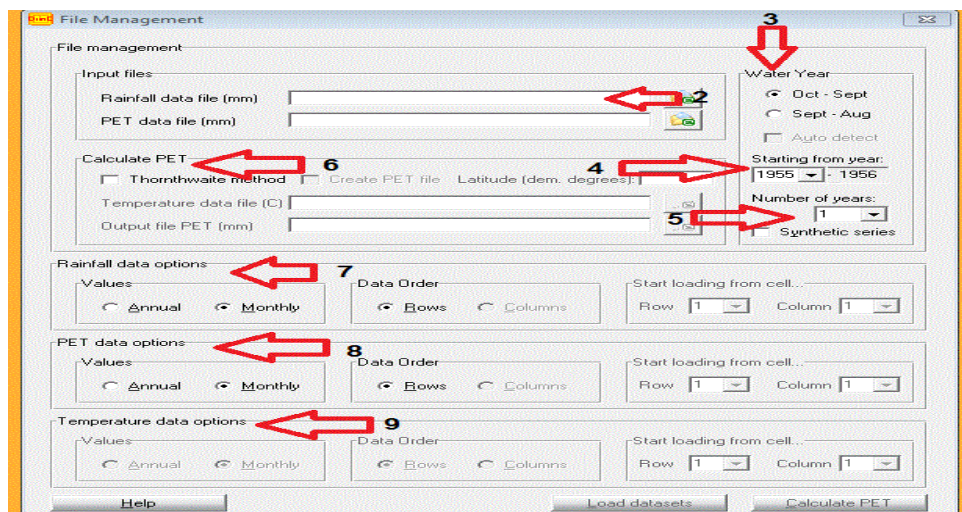 File Management
3
File management
Input files
Rainfall data file (mm)
2
PET data file (mm)
Water Year
Oct - Sept
Sept - Aug
Auto detect
Calculate PET
6
Thornthwaite method
Create PET file
Latitude (dem. degrees):
Temperature data file (C)
Output file PET (mm)
4
Starting from year:
1955 - 1956
5
Number of years:
1
Synthetic series
Rainfall data options
7
Values
Annual
Monthly
Data Order
Rows
Columns
Start loading from cell...
Row 1
Column 1
PET data options
8
Values
Annual
Monthly
Data Order
Rows
Columns
Start loading from cell...
Row 1
Column 1
Temperature data options
9
Values
Annual
Monthly
Data Order
Rows
Columns
Start loading from cell...
Row 1
Column 1
Help
Load datasets
Calculate PET